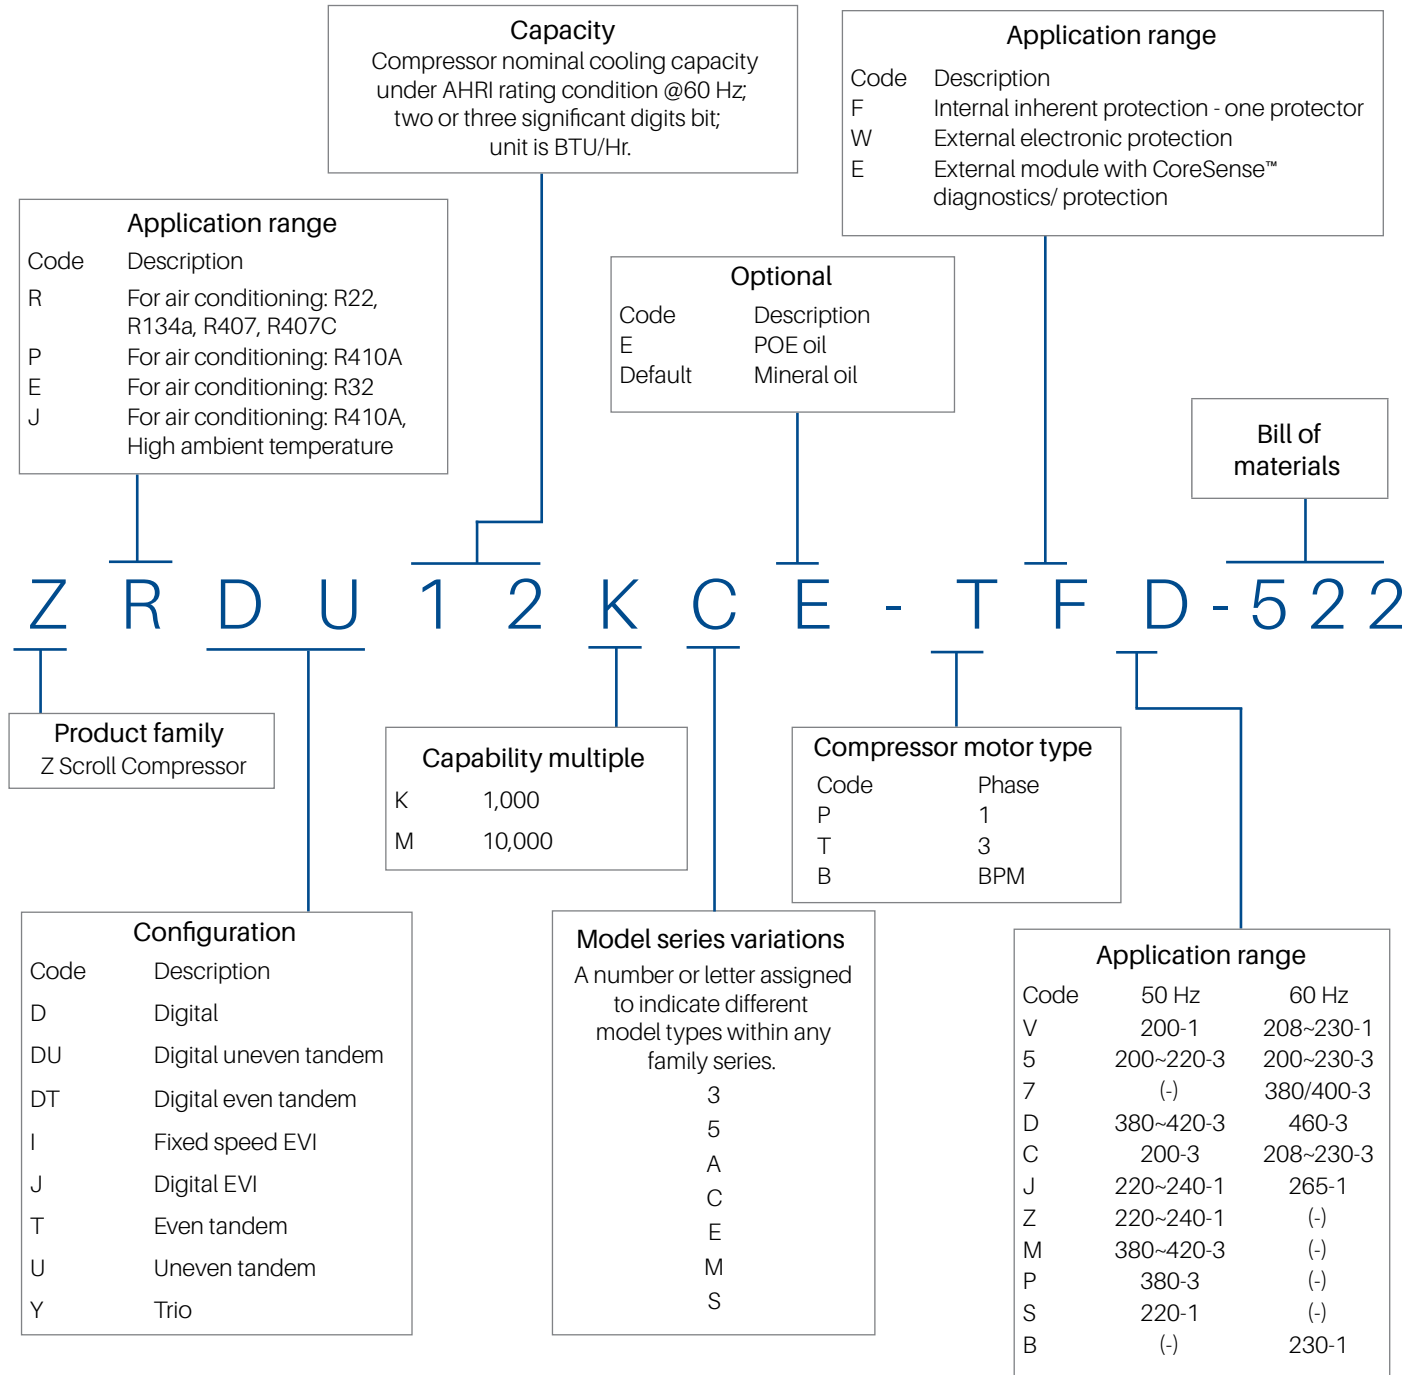 Capacity
Compressor nominal cooling capacity
under AHRI rating condition @60 Hz;
two or three significant digits bit;
unit is BTU/Hr.
Application range
Code Description
F Internal inherent protection - one protector
W External electronic protection
E External module with CoreSense™
diagnostics/ protection
Application range
Code Description
R For air conditioning: R22,
R134a, R407, R407C
P For air conditioning: R410A
E For air conditioning: R32
J For air conditioning: R410A,
High ambient temperature
Optional
Code Description
E POE oil
Default Mineral oil
Bill of
materials
Z R D U 1 2 K C E - T F D - 5 2 2
Product family
Z Scroll Compressor
Capability multiple
K 1,000
M 10,000
Compressor motor type
Code Phase
P 1
T 3
B BPM
Configuration
Code Description
D Digital
DU Digital uneven tandem
DT Digital even tandem
I Fixed speed EVI
J Digital EVI
T Even tandem
U Uneven tandem
Y Trio
Model series variations
A number or letter assigned
to indicate different
model types within any
family series.
3
5
A
C
E
M
S
Application range
Code 50 Hz 60 Hz
V 200-1 208~230-1
5 200~220-3 200~230-3
7 (-) 380/400-3
D 380~420-3 460-3
C 200-3 208~230-3
J 220~240-1 265-1
Z 220~240-1 (-)
M 380~420-3 (-)
P 380-3 (-)
S 220-1 (-)
B (-) 230-1